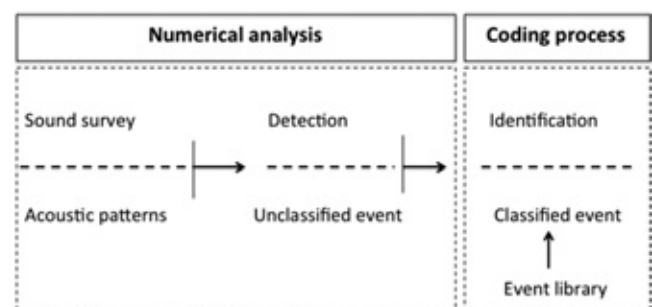 Numerical analysis
Coding process
Sound survey
Detection
Identification
Acoustic patterns
Unclassified event
Classified event
Event library